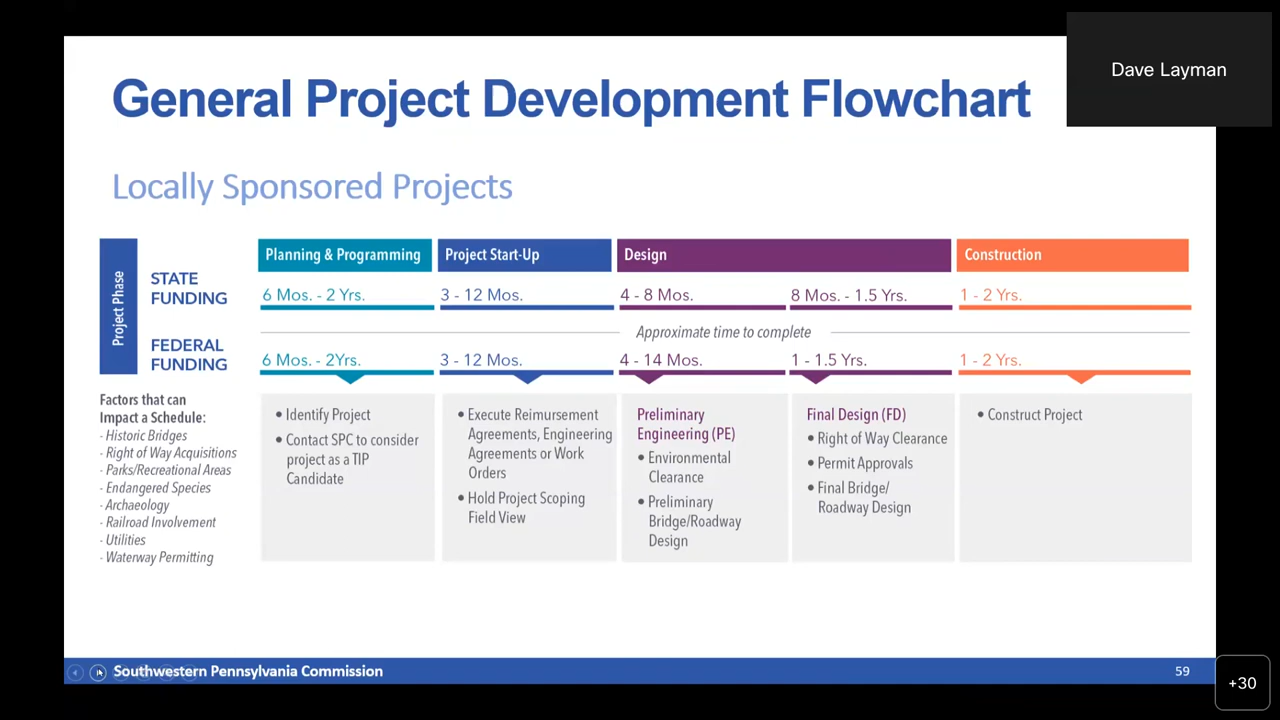 Dave Layman
General Project Development Flowchart
Locally Sponsored Projects
Project Phase
STATE
FUNDING
FEDERAL
FUNDING
Planning & Programming
Project Start-Up
Design
Construction
6 Mos. - 2 Yrs.
3 - 12 Mos.
4 - 8 Mos.
8 Mos. - 1.5 Yrs.
1 - 2 Yrs.
Approximate time to complete
6 Mos. - 2Yrs.
3 - 12 Mos.
4 - 14 Mos.
1 - 1.5 Yrs.
1 - 2 Yrs.
Factors that can
Impact a Schedule:
- Historic Bridges
- Right of Way Acquisitions
- Parks/Recreational Areas
- Endangered Species
- Archaeology
- Railroad Involvement
- Utilities
- Waterway Permitting
• Identify Project
• Contact SPC to consider
project as a TIP
Candidate
• Execute Reimursement
Agreements, Engineering
Agreements or Work
Orders
• Hold Project Scoping
Field View
Preliminary
Engineering (PE)
• Environmental
Clearance
• Preliminary
Bridge/Roadway
Design
Final Design (FD)
• Right of Way Clearance
• Permit Approvals
• Final Bridge/
Roadway Design
• Construct Project
Southwestern Pennsylvania Commission
59
+30